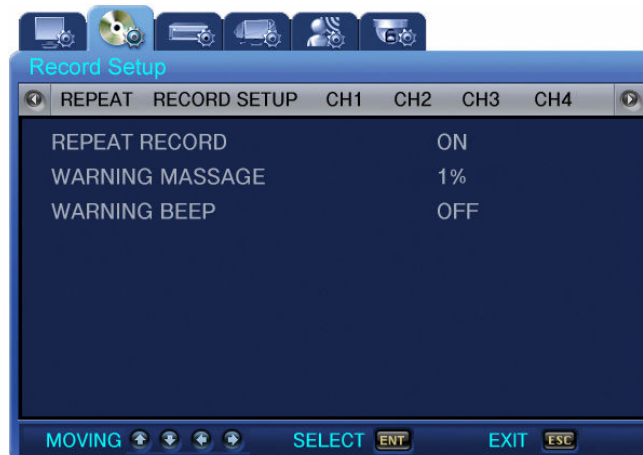 Record Setup
REPEAT RECORD SETUP CH1 CH2 CH3 CH4
REPEAT RECORD ON
WARNING MASSAGE 1%
WARNING BEEP OFF
MOVING SELECT ENT EXIT ESC